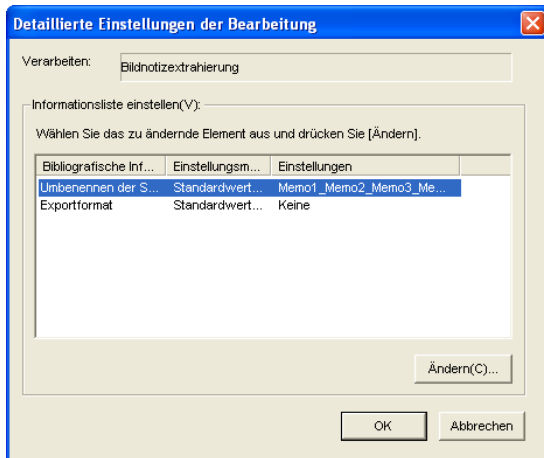 Detaillierte Einstellungen der Bearbeitung
Verarbeiten: Bildnotizextrahierung
Informationsliste einstellen(V):
Wählen Sie das zu ändernde Element aus und drücken Sie [Ändern].
Bibliografische Inf... Einstellungsm... Einstellungen
Umbenennen der S... Standardwert... Memo1_Memo2_Memo3_Me...
Exportformat Standardwert... Keine
Ändern(C)...
OK Abbrechen